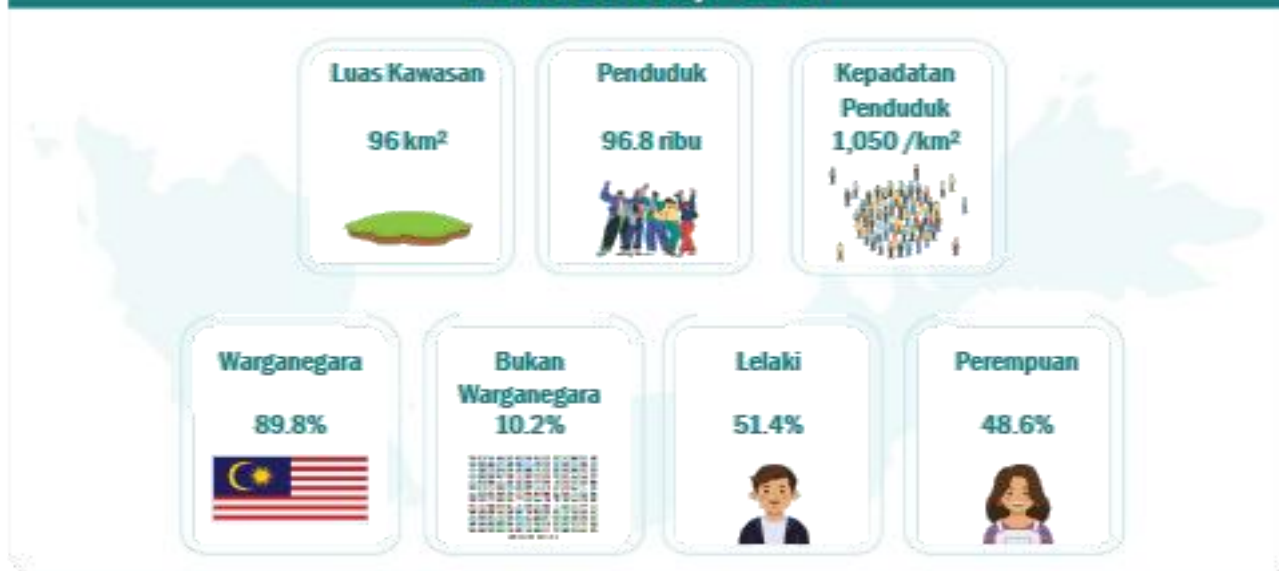 Luas Kawasan
96 km²
Penduduk
96.8 ribu
Kepadatan
Penduduk
1,050 /km²
Warganegara
89.8%
Bukan
Warganegara
10.2%
Lelaki
51.4%
Perempuan
48.6%